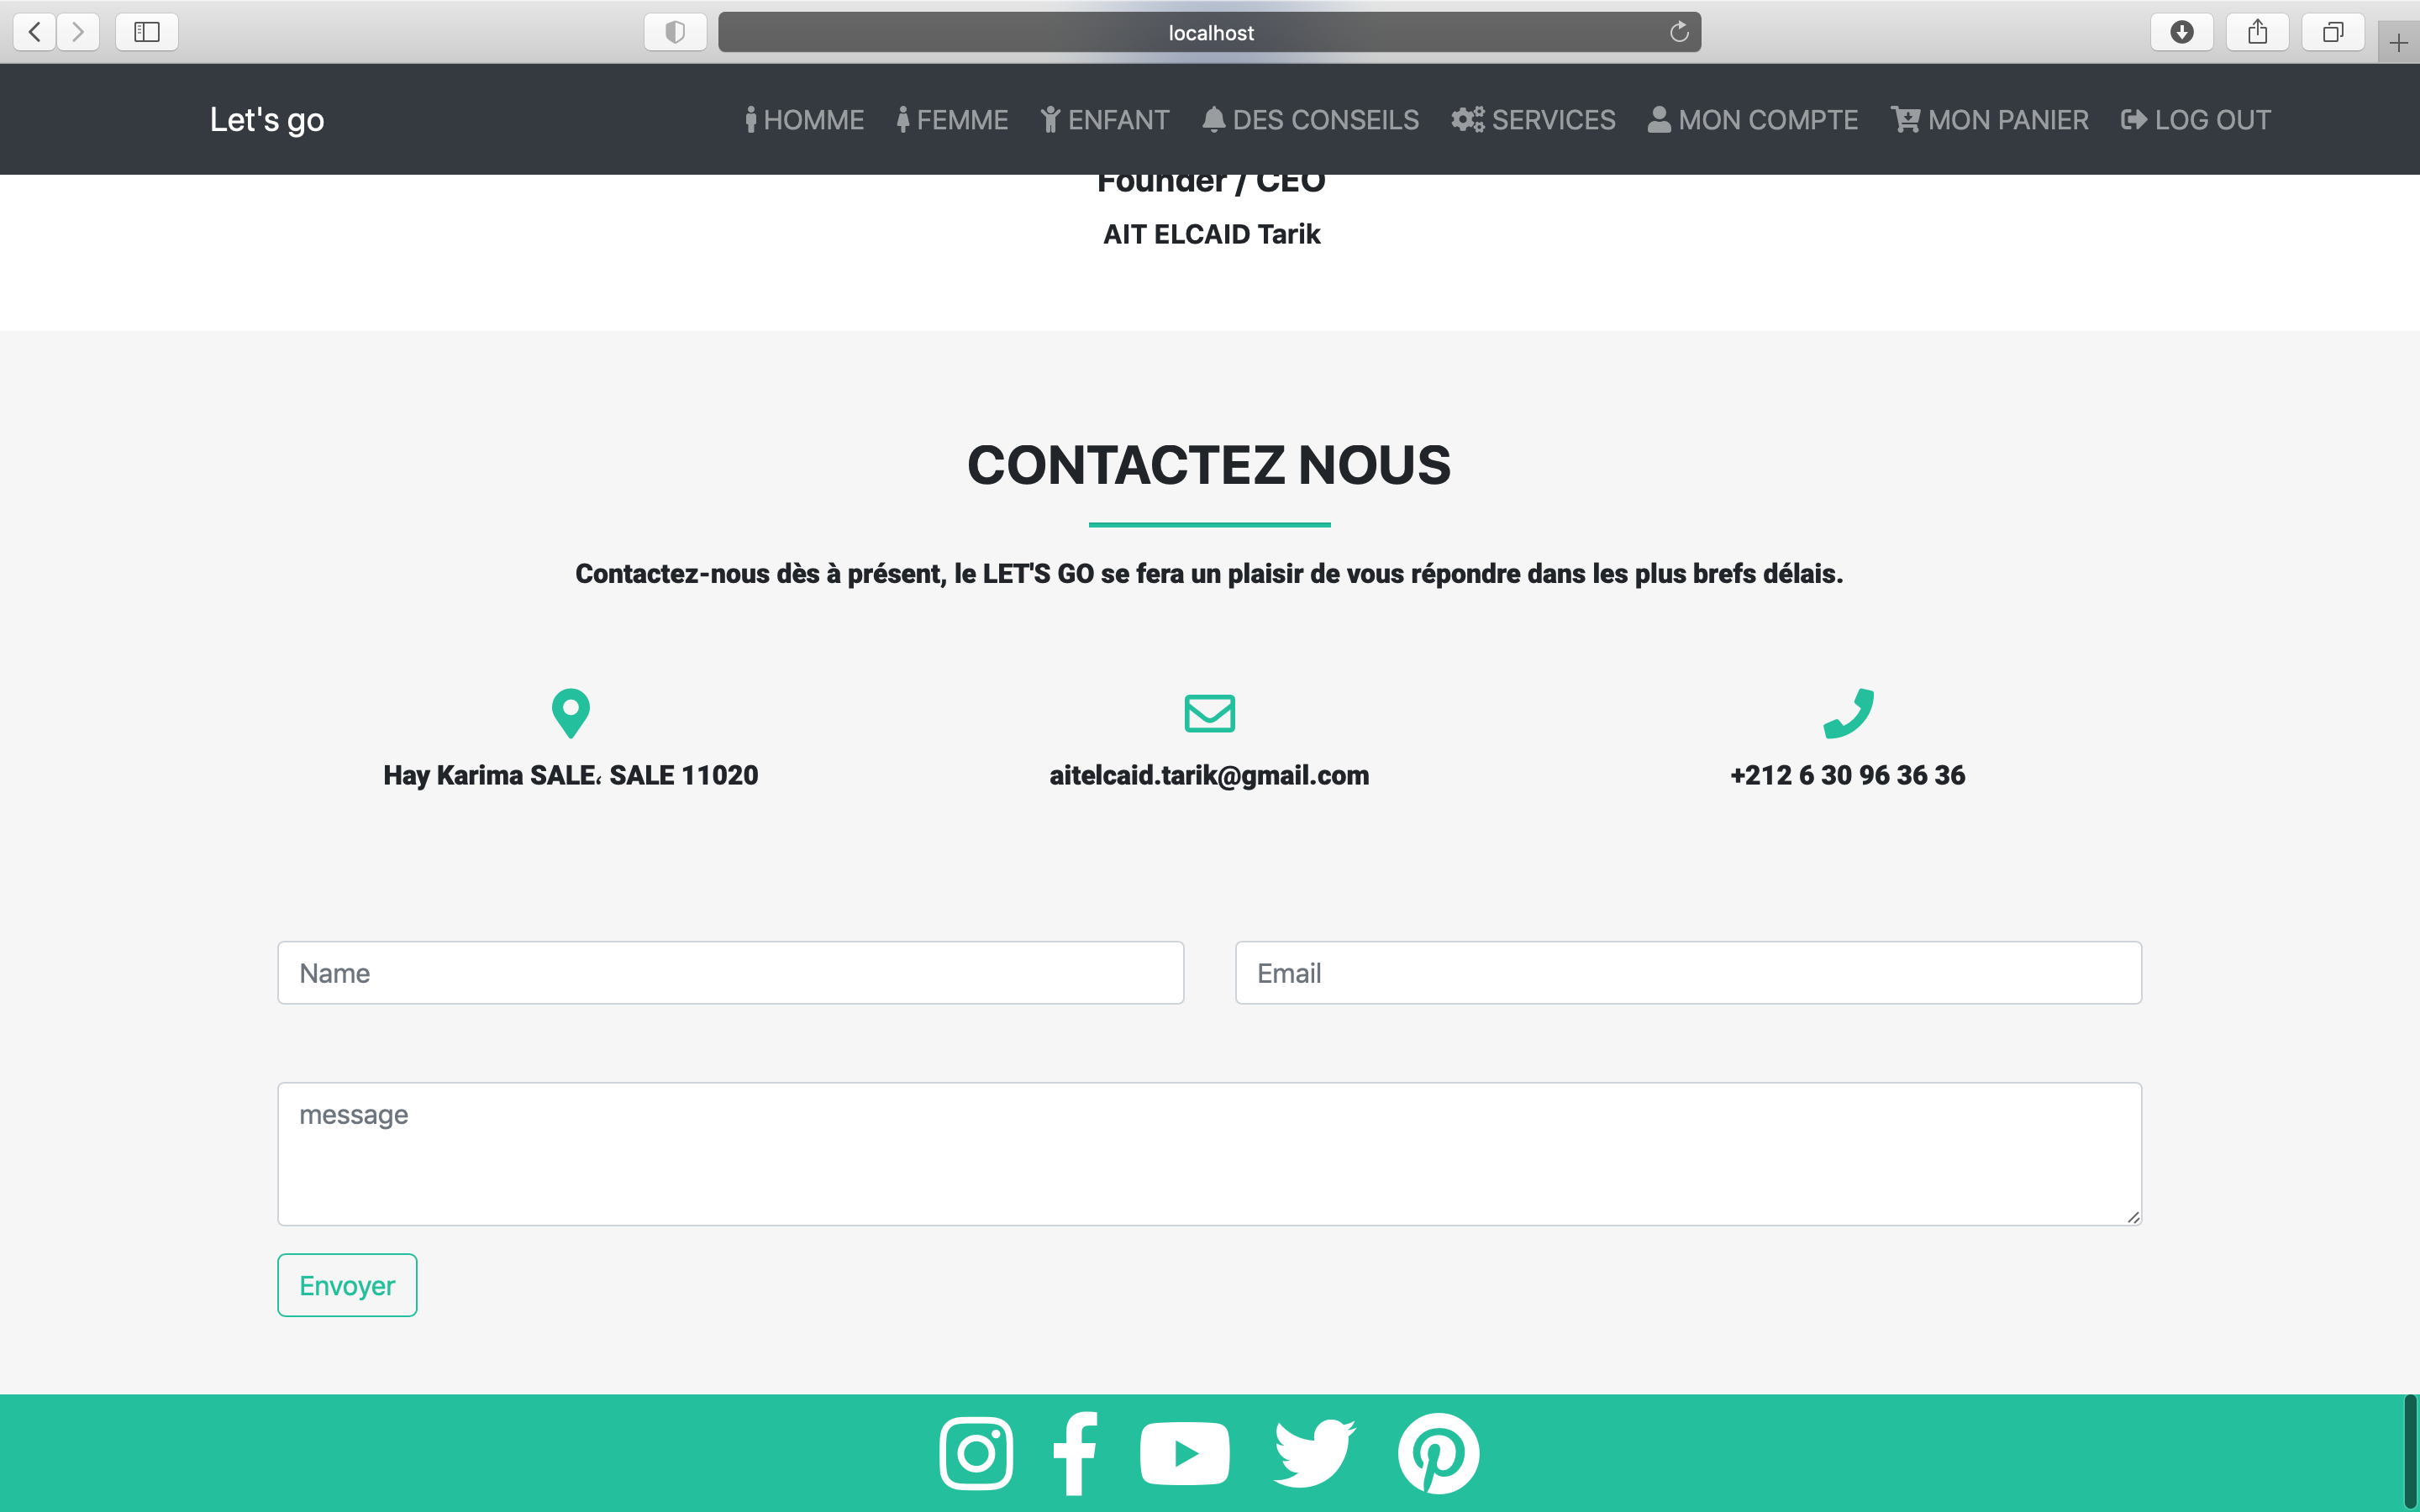 localhost
Let's go HOMME FEMME ENFANT DES CONSEILS SERVICES MON COMPTE MON PANIER LOG OUT
Founder / CEO
AIT ELCAID Tarik
CONTACTEZ NOUS
Contactez-nous dès à présent, le LET'S GO se fera un plaisir de vous répondre dans les plus brefs délais.
Hay Karima SALE، SALE 11020
aitelcaid.tarik@gmail.com
+212 6 30 96 36 36
Name
Email
message
Envoyer